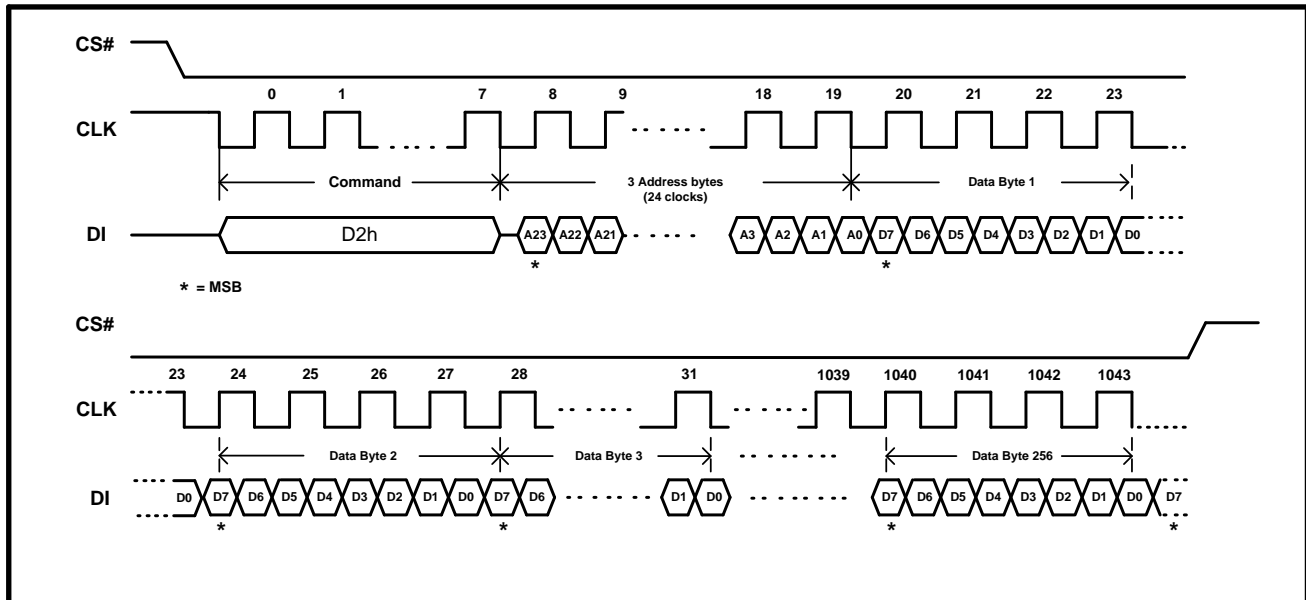 CS#
0 1 7 8 9 18 19 20 21 22 23
CLK
Command 3 Address bytes (24 clocks) Data Byte 1
DI D2h A23 A22 A21 A3 A2 A1 A0 D7 D6 D5 D4 D3 D2 D1 D0
* *
* = MSB
CS#
23 24 25 26 27 28 31 1039 1040 1041 1042 1043
CLK
Data Byte 2 Data Byte 3 Data Byte 256
DI D0 D7 D6 D5 D4 D3 D2 D1 D0 D7 D6 D1 D0 D7 D6 D5 D4 D3 D2 D1 D0 D7
* * * *